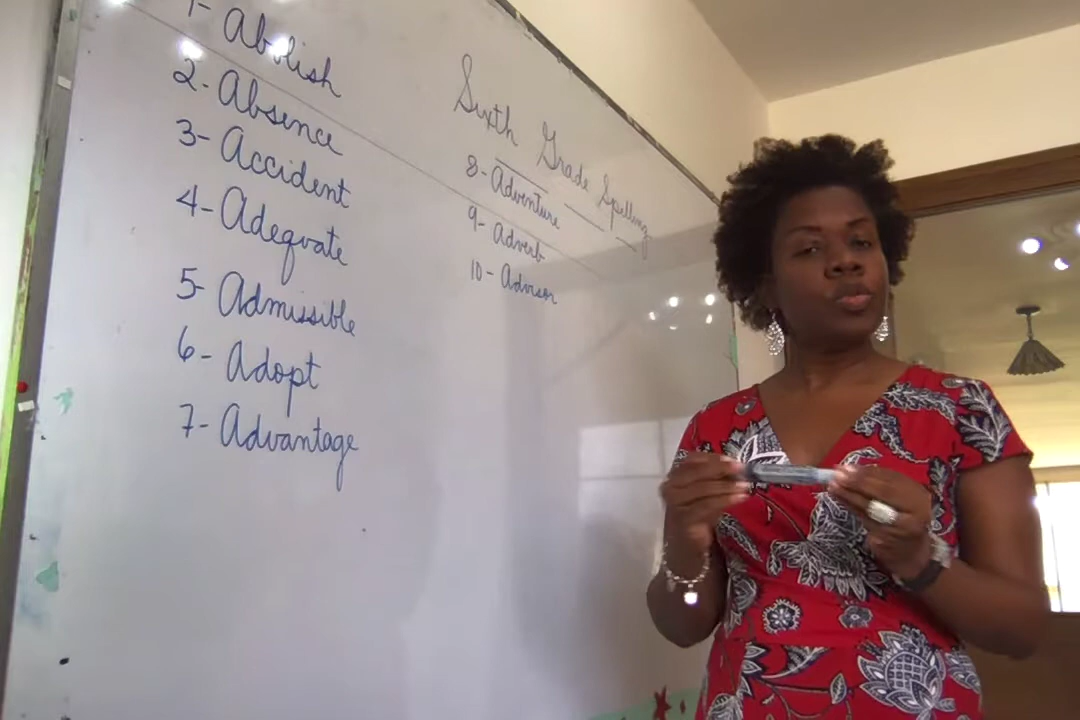 1- Abolish
2- Absence
3- Accident
4- Adequate
5- Admissible
6- Adopt
7- Advantage
Sixth Grade Spelling
8- Adventure
9- Adverb
10- Advisor